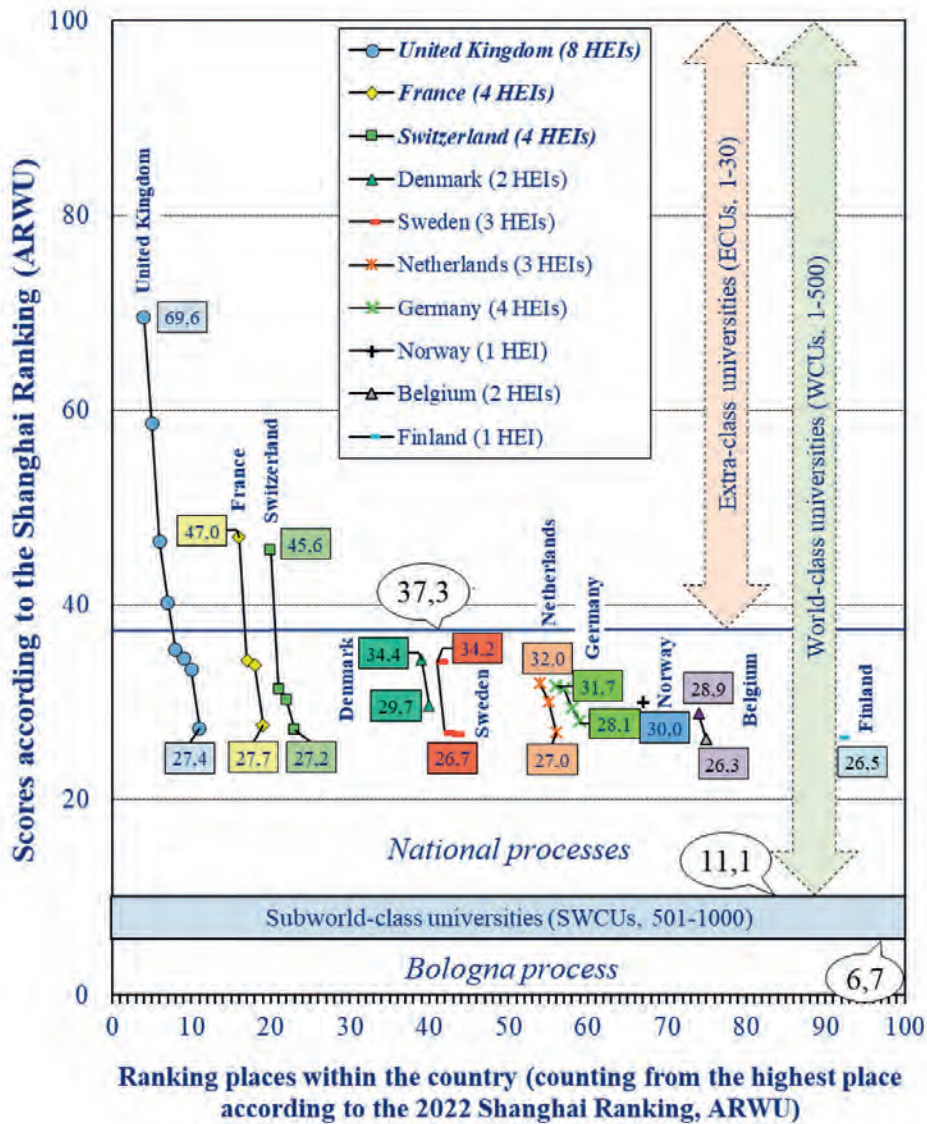 Scores according to the Shanghai Ranking (ARWU)
100
80
60
40
20
0
United Kingdom (8 HEIs)
France (4 HEIs)
Switzerland (4 HEIs)
Denmark (2 HEIs)
Sweden (3 HEIs)
Netherlands (3 HEIs)
Germany (4 HEIs)
Norway (1 HEI)
Belgium (2 HEIs)
Finland (1 HEI)
Extra-class universities (ECUs, 1-30)
World-class universities (WCUs, 1-500)
United Kingdom
69,6
27,4
France
47,0
27,7
Switzerland
45,6
27,2
37,3
Denmark
34,4
29,7
34,2
Sweden
26,7
Netherlands
32,0
27,0
Germany
31,7
28,1
Norway
30,0
28,9
Belgium
26,3
Finland
26,5
National processes
11,1
Subworld-class universities (SWCUs, 501-1000)
Bologna process
6,7
0 10 20 30 40 50 60 70 80 90 100
Ranking places within the country (counting from the highest place
according to the 2022 Shanghai Ranking, ARWU)